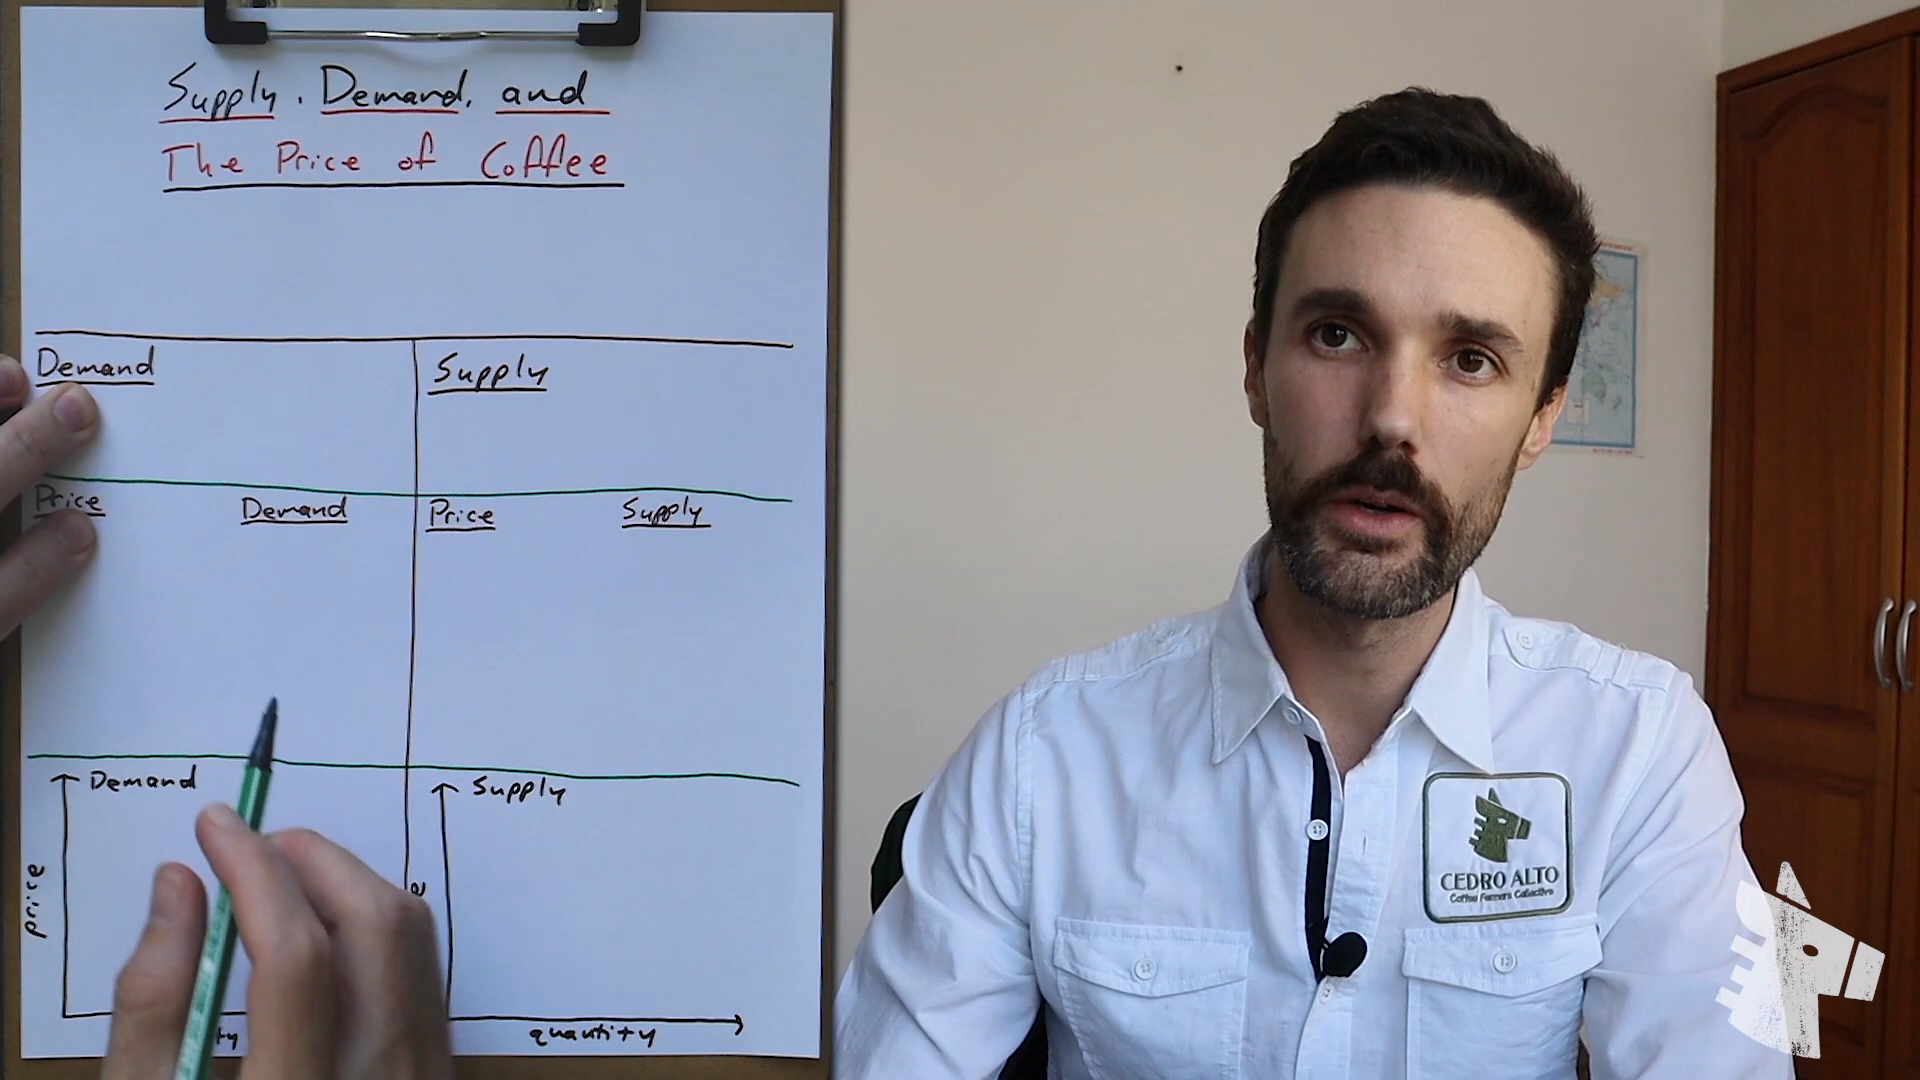 Supply, Demand, and
The Price of Coffee
Demand
Supply
Price Demand
Price Supply
Demand
price
Supply
quantity
CEDRO ALTO
Coffee Farmers Collective